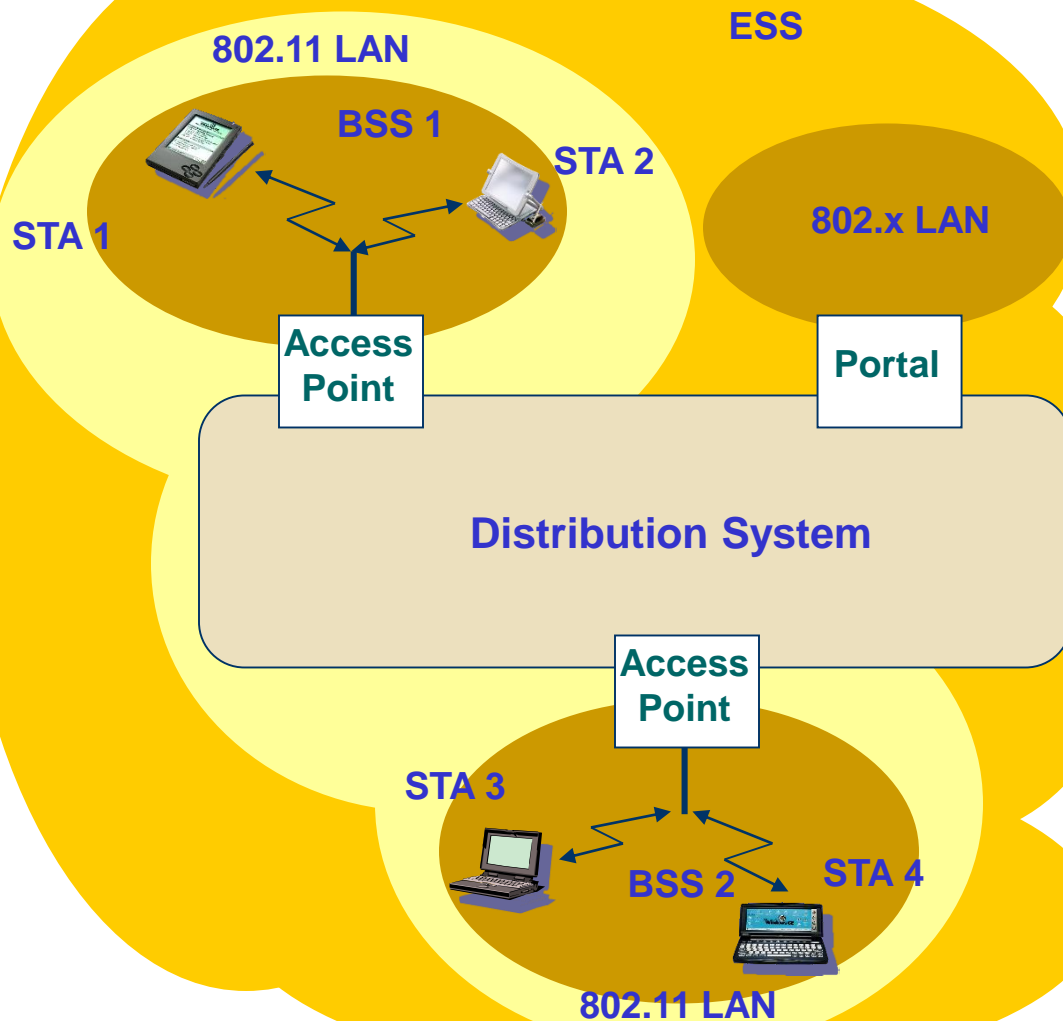 ESS
802.11 LAN
BSS 1
STA 2
STA 1
802.x LAN
Access
Point
Portal
Distribution System
Access
Point
STA 3
BSS 2
STA 4
802.11 LAN